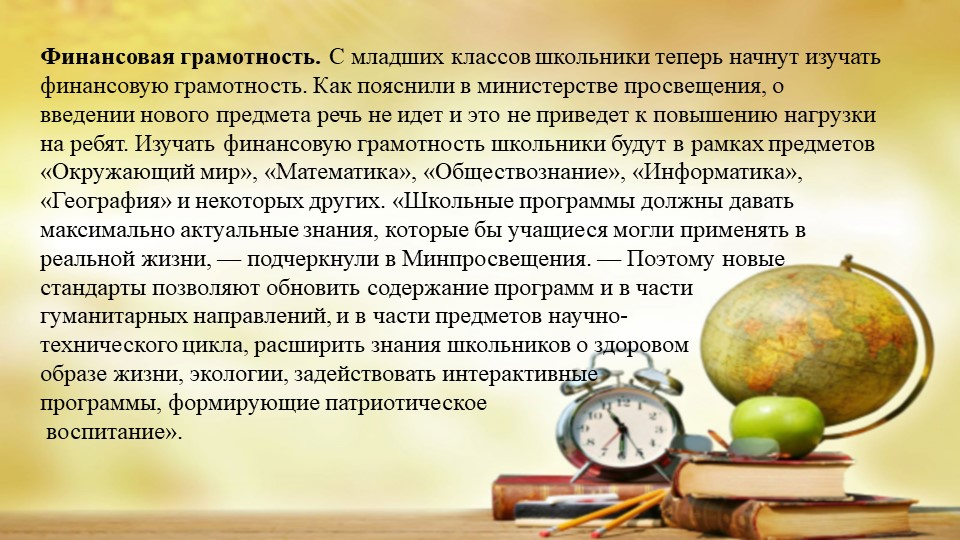 Финансовая грамотность. С младших классов школьники теперь начнут изучать
финансовую грамотность. Как пояснили в министерстве просвещения, о
введении нового предмета речь не идет и это не приведет к повышению нагрузки
на ребят. Изучать финансовую грамотность школьники будут в рамках предметов
«Окружающий мир», «Математика», «Обществознание», «Информатика»,
«География» и некоторых других. «Школьные программы должны давать
максимально актуальные знания, которые бы учащиеся могли применять в
реальной жизни, — подчеркнули в Минпросвещения. — Поэтому новые
стандарты позволяют обновить содержание программ и в части
гуманитарных направлений, и в части предметов научно-
технического цикла, расширить знания школьников о здоровом
образе жизни, экологии, задействовать интерактивные
программы, формирующие патриотическое
воспитание».